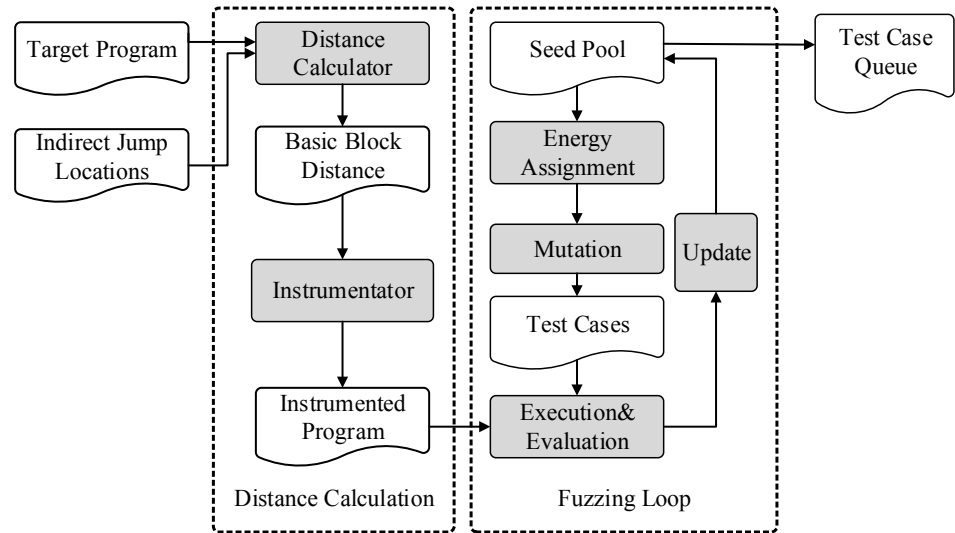 Target Program
Indirect Jump
Locations
Distance
Calculator
Basic Block
Distance
Instrumentator
Instrumented
Program
Distance Calculation
Seed Pool
Energy
Assignment
Mutation
Test Cases
Execution&
Evaluation
Update
Fuzzing Loop
Test Case
Queue